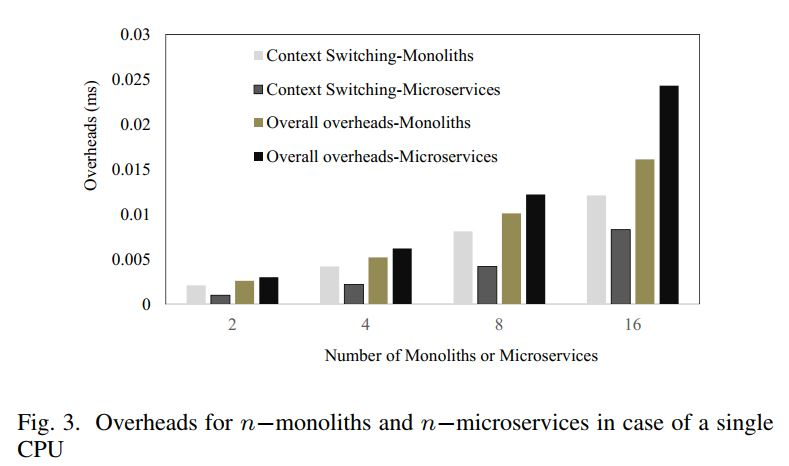 0.03
0.025
0.02
0.015
0.01
0.005
0
Overheads (ms)
Context Switching-Monoliths
Context Switching-Microservices
Overall overheads-Monoliths
Overall overheads-Microservices
2 4 8 16
Number of Monoliths or Microservices
Fig. 3. Overheads for n−monoliths and n−microservices in case of a single
CPU